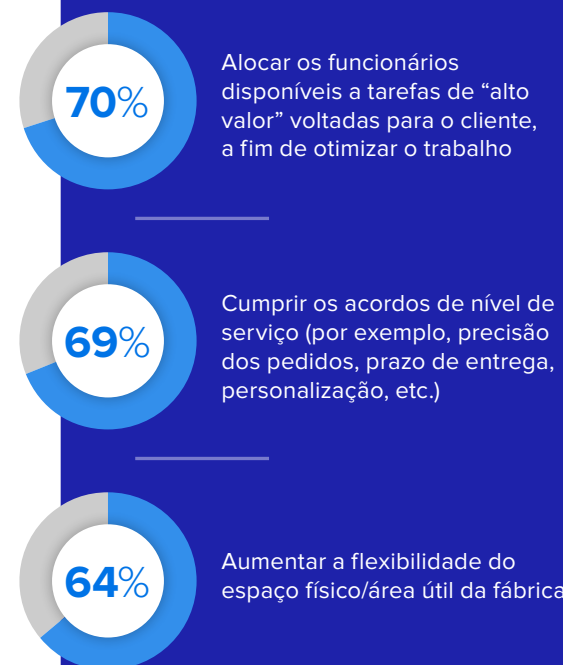 70%
Alocar os funcionários
disponíveis a tarefas de “alto
valor” voltadas para o cliente,
a fim de otimizar o trabalho
69%
Cumprir os acordos de nível de
serviço (por exemplo, precisão
dos pedidos, prazo de entrega,
personalização, etc.)
64%
Aumentar a flexibilidade do
espaço físico/área útil da fábrica